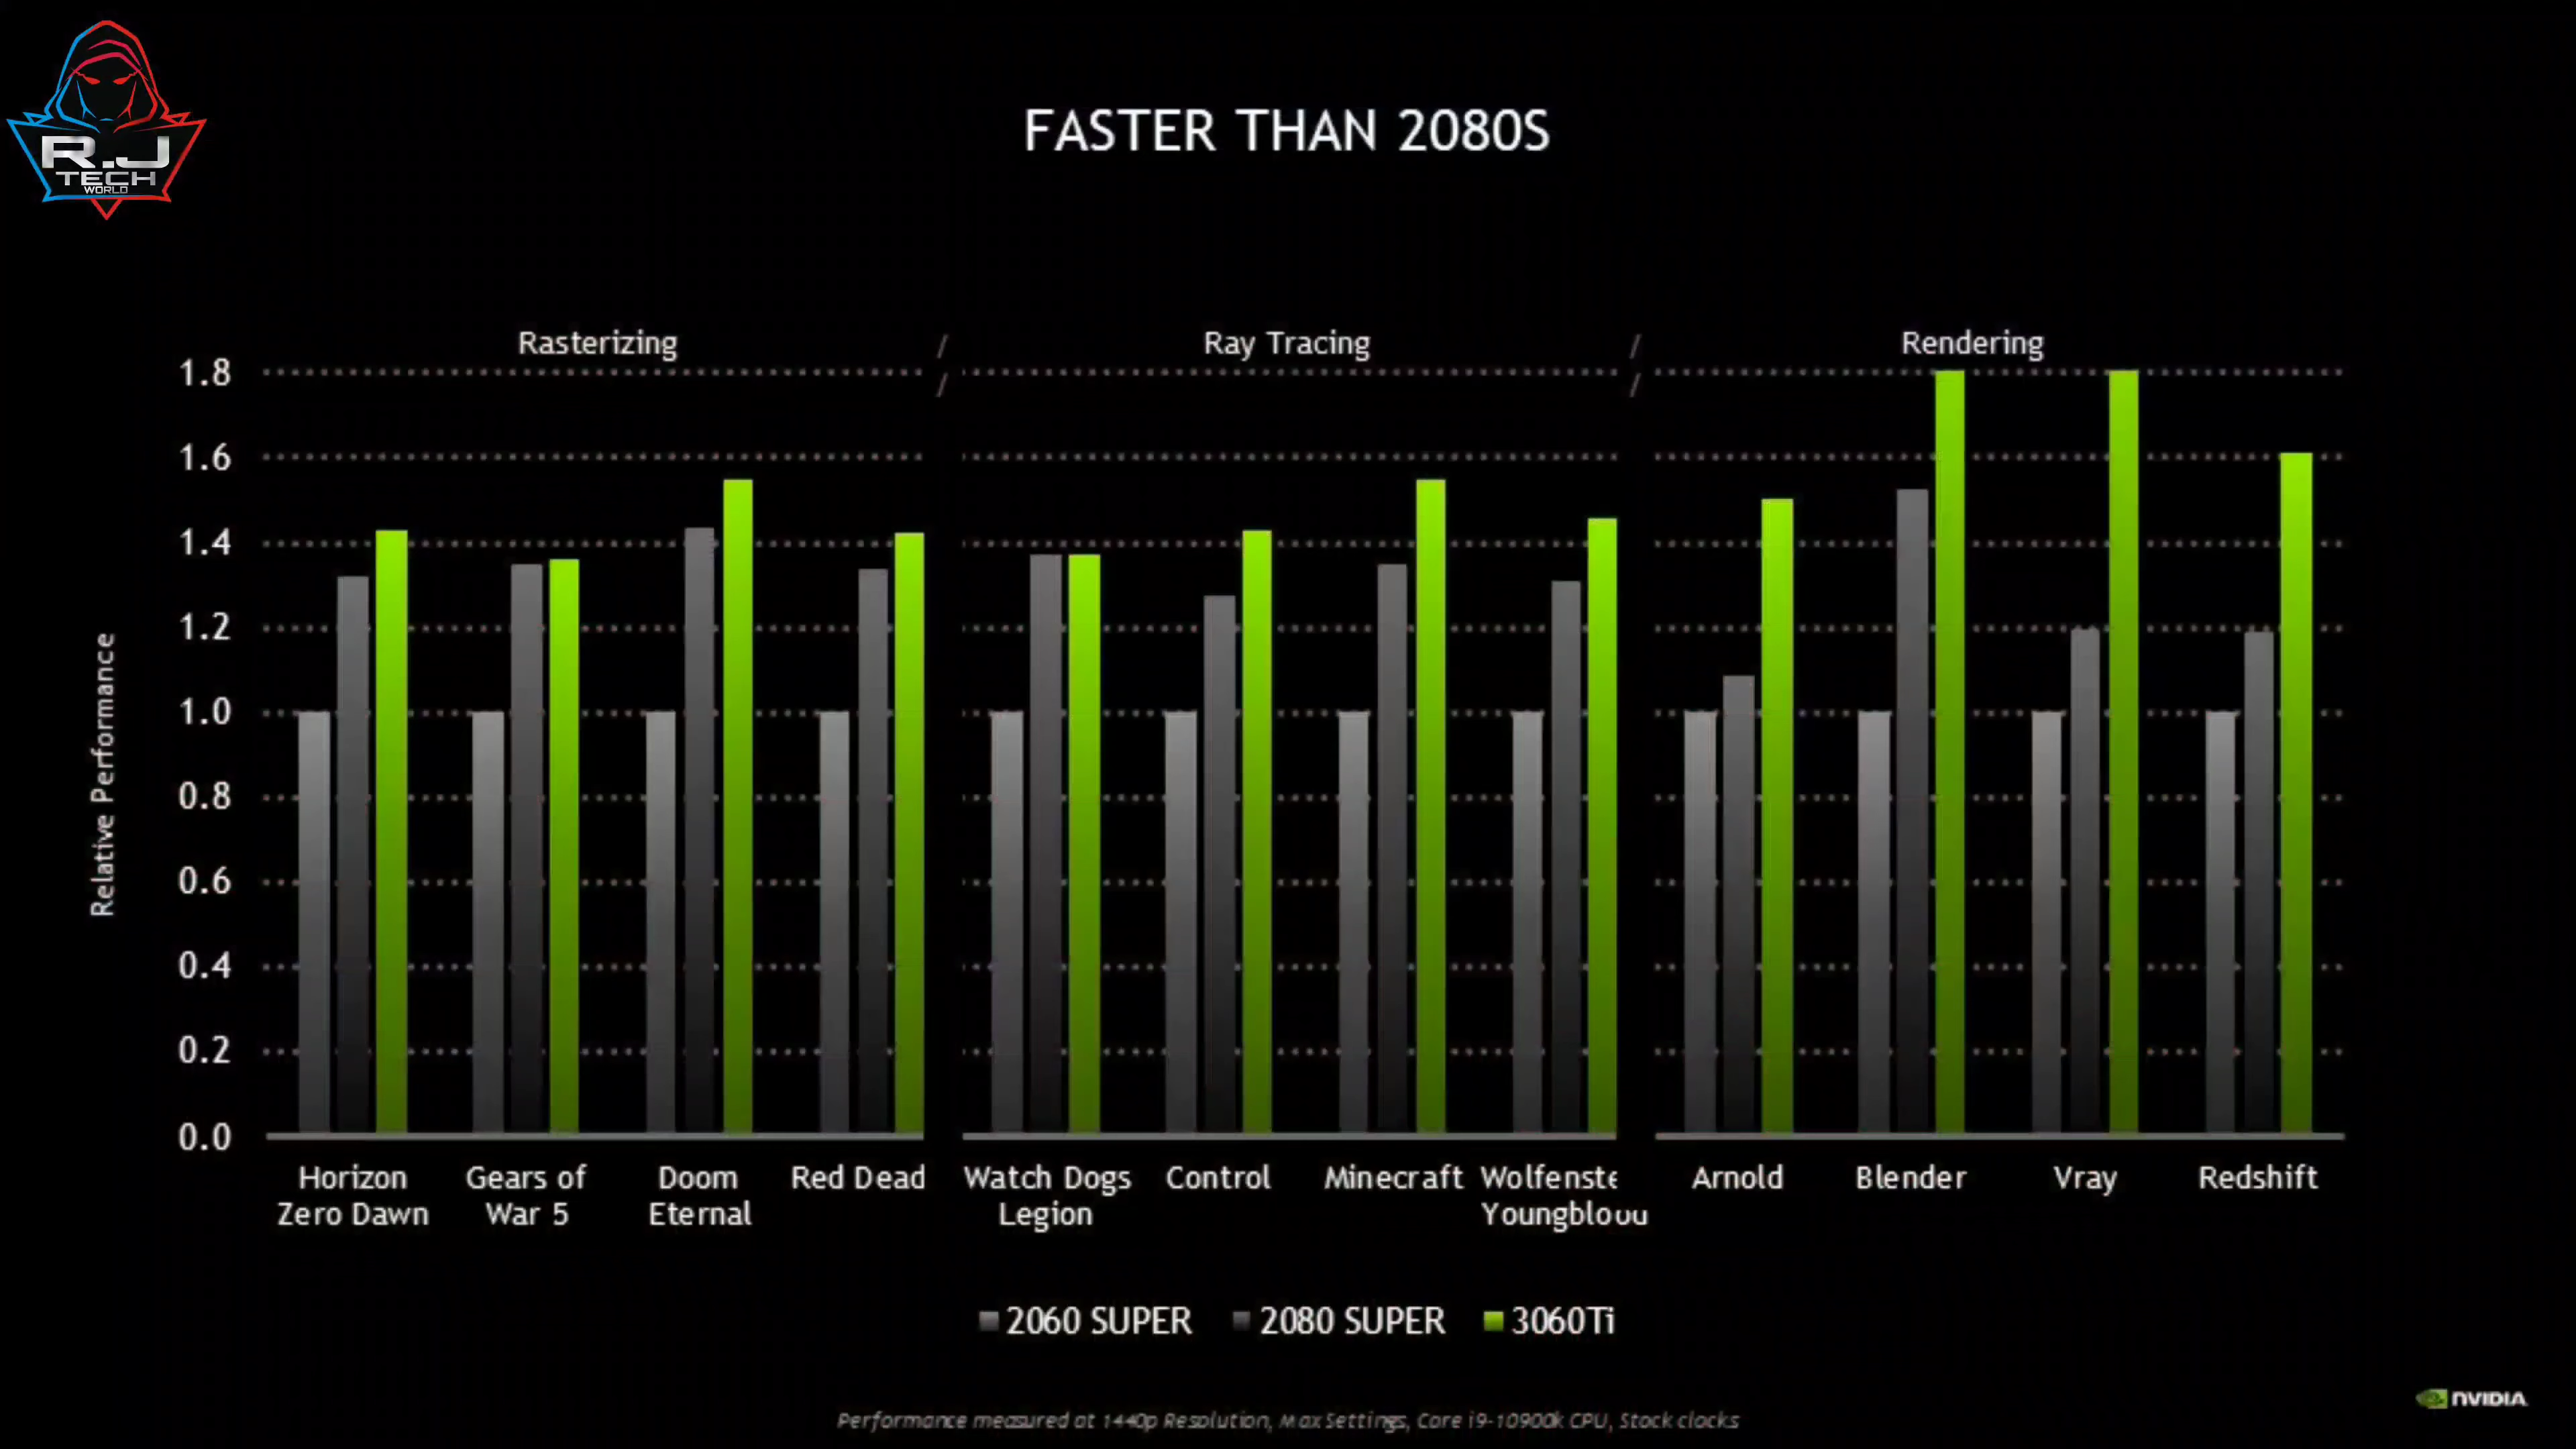 R.J
TECH
WORLD
FASTER THAN 2080S
Rasterizing
/
Ray Tracing
/
Rendering
/
/
1.8
1.6
1.4
1.2
1.0
0.8
0.6
0.4
0.2
0.0
Relative Performance
Horizon
Zero Dawn
Gears of
War 5
Doom
Eternal
Red Dead
Watch Dogs
Legion
Control
Minecraft
Wolfenste
Youngblood
Arnold
Blender
Vray
Redshift
2060 SUPER
2080 SUPER
3060Ti
Performance measured at 1440p Resolution, Max Settings, Core i9-10900k CPU, Stock clocks
NVIDIA